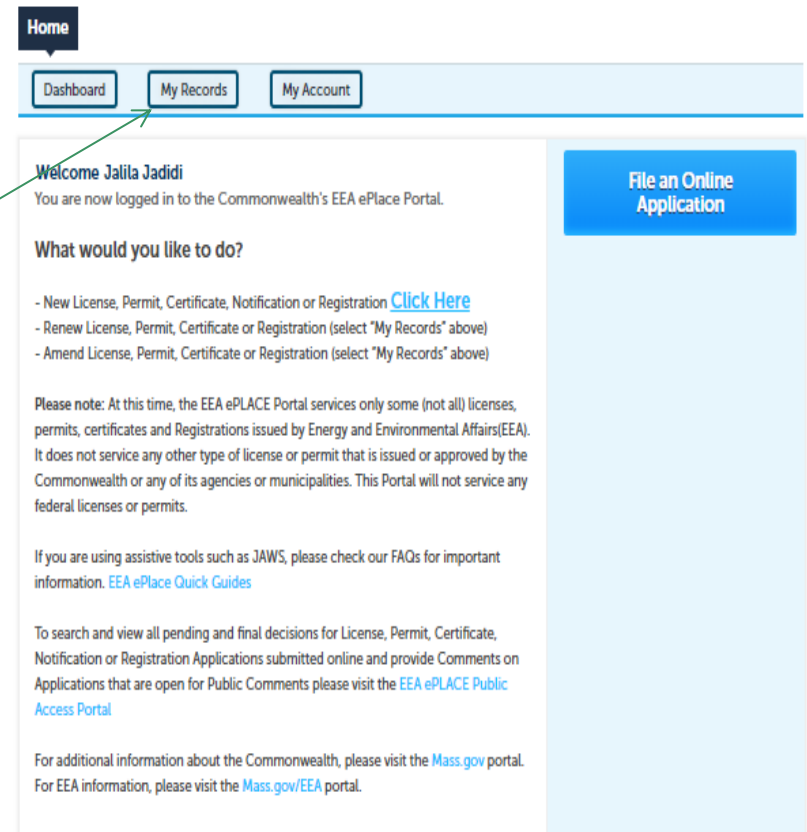 Home
Dashboard My Records My Account
Welcome Jalila Jadidi
You are now logged in to the Commonwealth's EEA ePlace Portal.
File an Online
Application
What would you like to do?
- New License, Permit, Certificate, Notification or Registration Click Here
- Renew License, Permit, Certificate or Registration (select "My Records" above)
- Amend License, Permit, Certificate or Registration (select "My Records" above)
Please note: At this time, the EEA ePLACE Portal services only some (not all) licenses,
permits, certificates and Registrations issued by Energy and Environmental Affairs(EEA).
It does not service any other type of license or permit that is issued or approved by the
Commonwealth or any of its agencies or municipalities. This Portal will not service any
federal licenses or permits.
If you are using assistive tools such as JAWS, please check our FAQs for important
information. EEA ePlace Quick Guides
To search and view all pending and final decisions for License, Permit, Certificate,
Notification or Registration Applications submitted online and provide Comments on
Applications that are open for Public Comments please visit the EEA ePLACE Public
Access Portal
For additional information about the Commonwealth, please visit the Mass.gov portal.
For EEA information, please visit the Mass.gov/EEA portal.